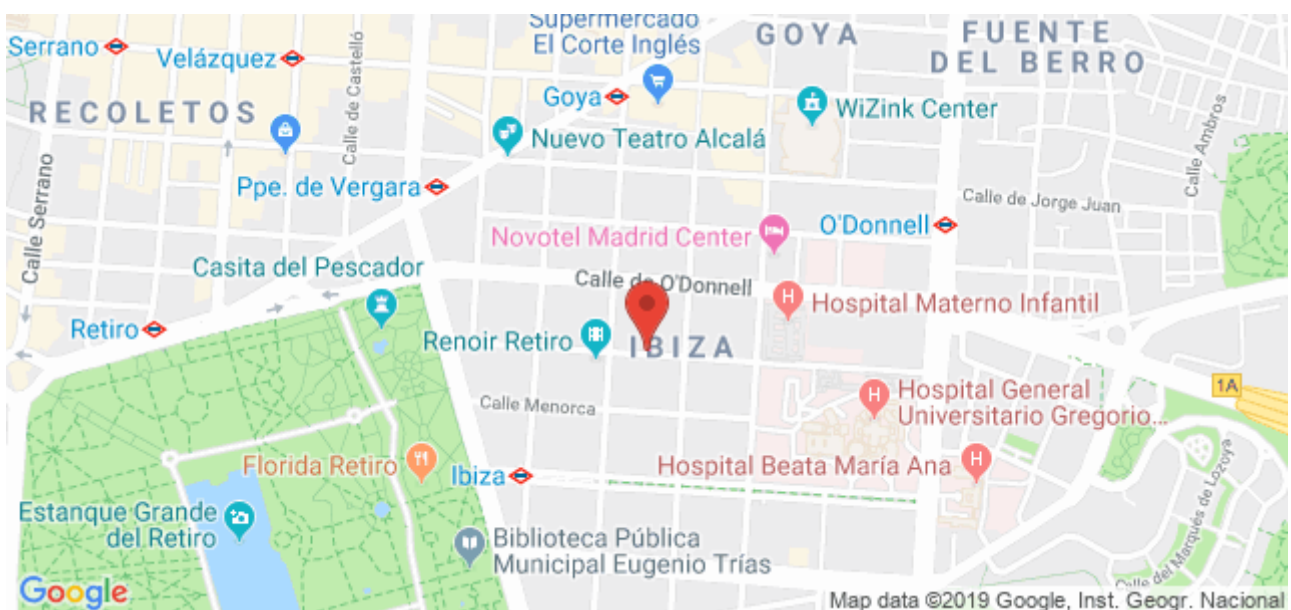 Supermercado
El Corte Inglés
GOYA
FUENTE
DEL BERRO
Serrano
Velázquez
Calle de Castelló
Goya
WiZink Center
RECOLETOS
Nuevo Teatro Alcalá
Calle Ambros
Ppe. de Vergara
Calle Serrano
Calle de Jorge Juan
O'Donnell
Novotel Madrid Center
Casita del Pescador
Calle de O'Donnell
Hospital Materno Infantil
Retiro
Renoir Retiro
IBIZA
1A
Hospital General
Universitario Gregorio...
Calle Menorca
Florida Retiro
Ibiza
Hospital Beata María Ana
Estanque Grande
del Retiro
Biblioteca Pública
Municipal Eugenio Trías
Calle del Marqués de Lozoya
Google
Map data ©2019 Google, Inst. Geogr. Nacional